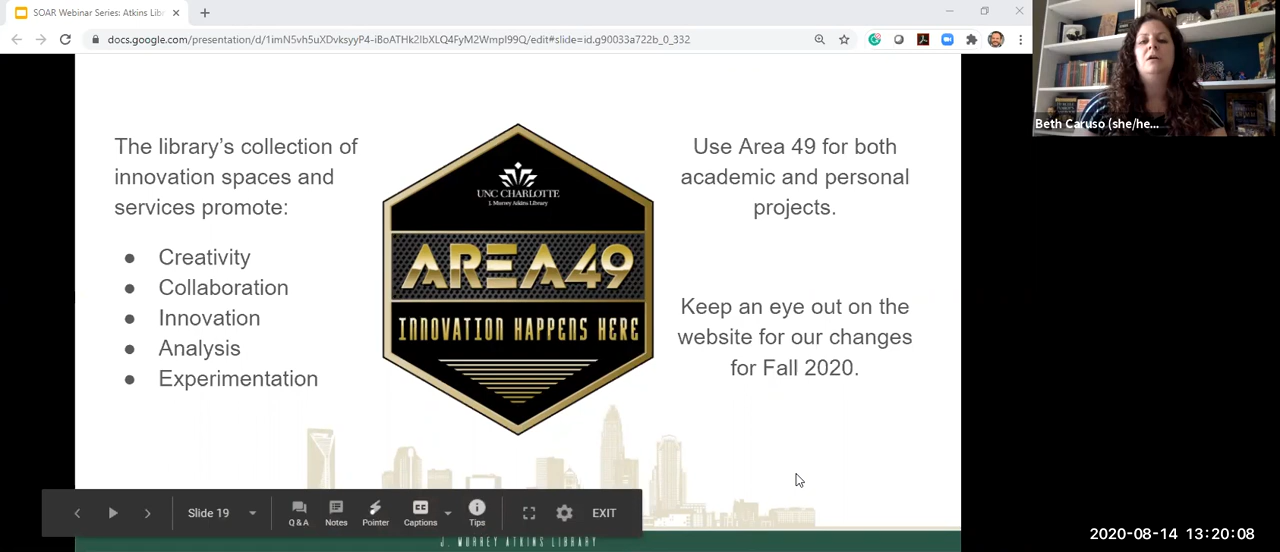 SOAR Webinar Series: Atkins Libr
docs.google.com/presentation/d/1imN5vh5uXDvksyyP4-iBoATHk2lbXLQ4FyM2WmpI99Q/edit#slide=id.g90033a722b_0_332
Beth Caruso (she/he...
The library's collection of
innovation spaces and
services promote:
● Creativity
● Collaboration
● Innovation
● Analysis
● Experimentation
UNC CHARLOTTE
J. Murrey Atkins Library
AREA49
INNOVATION HAPPENS HERE
Use Area 49 for both
academic and personal
projects.
Keep an eye out on the
website for our changes
for Fall 2020.
Slide 19
Q & A
Notes
Pointer
CC
Captions
Tips
EXIT
J. MURREY ATKINS LIBRARY
2020-08-14 13:20:08